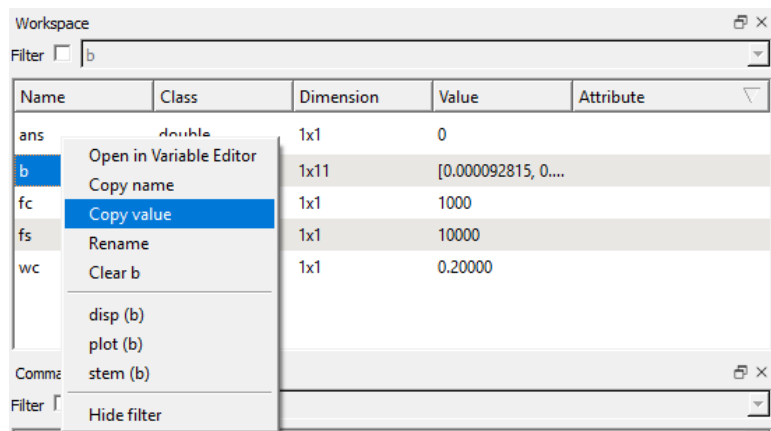 Workspace
Filter b
Name Class Dimension Value Attribute
ans double 1x1 0
b 1x11 [0.000092815, 0....
fc 1x1 1000
fs 1x1 10000
wc 1x1 0.20000
Open in Variable Editor
Copy name
Copy value
Rename
Clear b
disp (b)
plot (b)
stem (b)
Hide filter
Comma
Filter